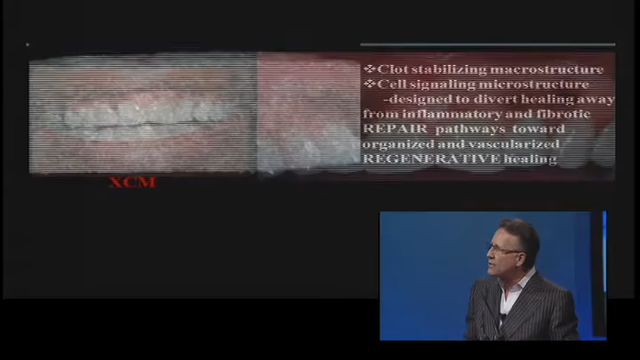 ❖Clot stabilizing macrostructure
❖Cell signaling microstructure
-designed to divert healing away
from inflammatory and fibrotic
REPAIR pathways toward
organized and vascularized
REGENERATIVE healing
XCM